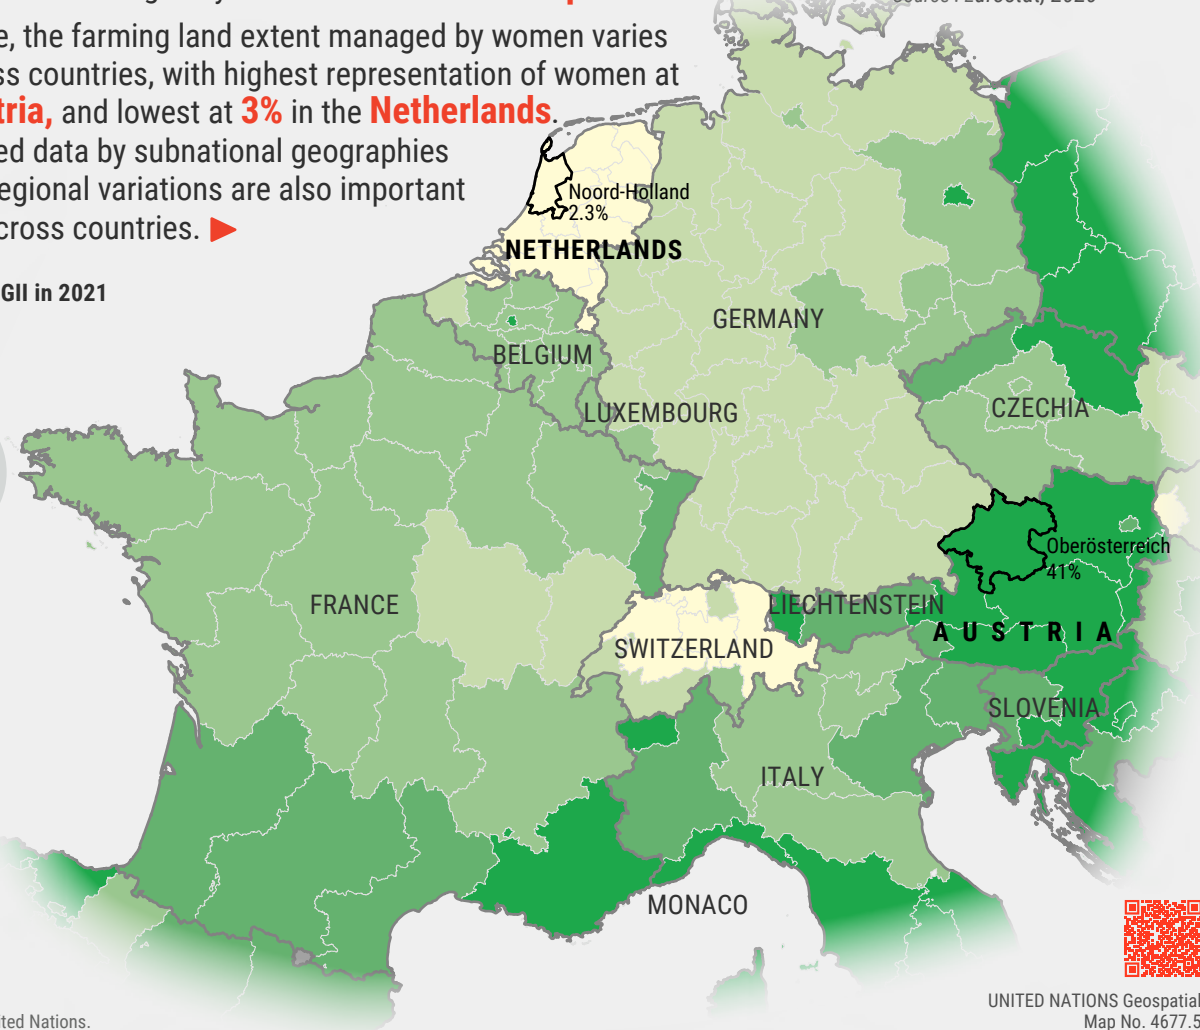 e, the farming land extent managed by women varies
ss countries, with highest representation of women at
tria, and lowest at 3% in the Netherlands.
ed data by subnational geographies
egional variations are also important
cross countries.
GII in 2021
Noord-Holland
2.3%
NETHERLANDS
GERMANY
BELGIUM
LUXEMBOURG
CZECHIA
Oberösterreich
41%
FRANCE
LIECHTENSTEIN
AUSTRIA
SWITZERLAND
SLOVENIA
ITALY
MONACO
UNITED NATIONS Geospatial
Map No. 4677.5
ited Nations.